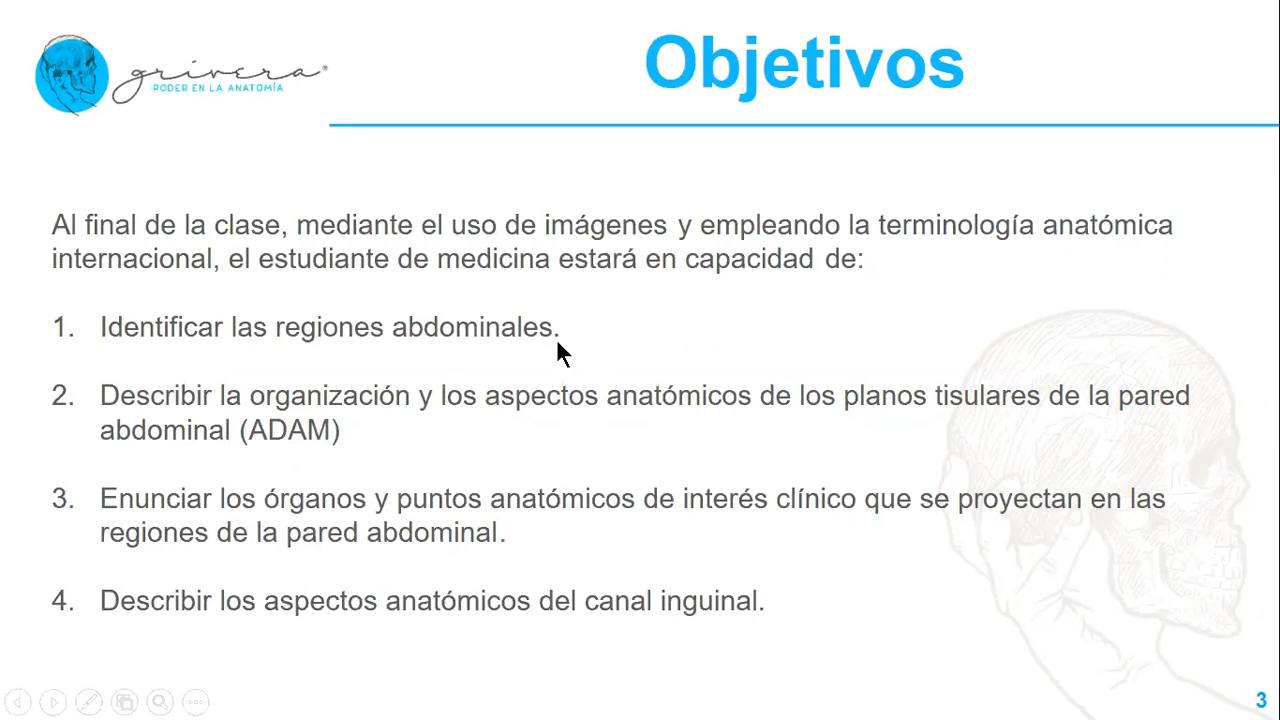 grivera®
PODER EN LA ANATOMÍA
Objetivos
Al final de la clase, mediante el uso de imágenes y empleando la terminología anatómica
internacional, el estudiante de medicina estará en capacidad de:
1. Identificar las regiones abdominales.
2. Describir la organización y los aspectos anatómicos de los planos tisulares de la pared
abdominal (ADAM)
3. Enunciar los órganos y puntos anatómicos de interés clínico que se proyectan en las
regiones de la pared abdominal.
4. Describir los aspectos anatómicos del canal inguinal.
3